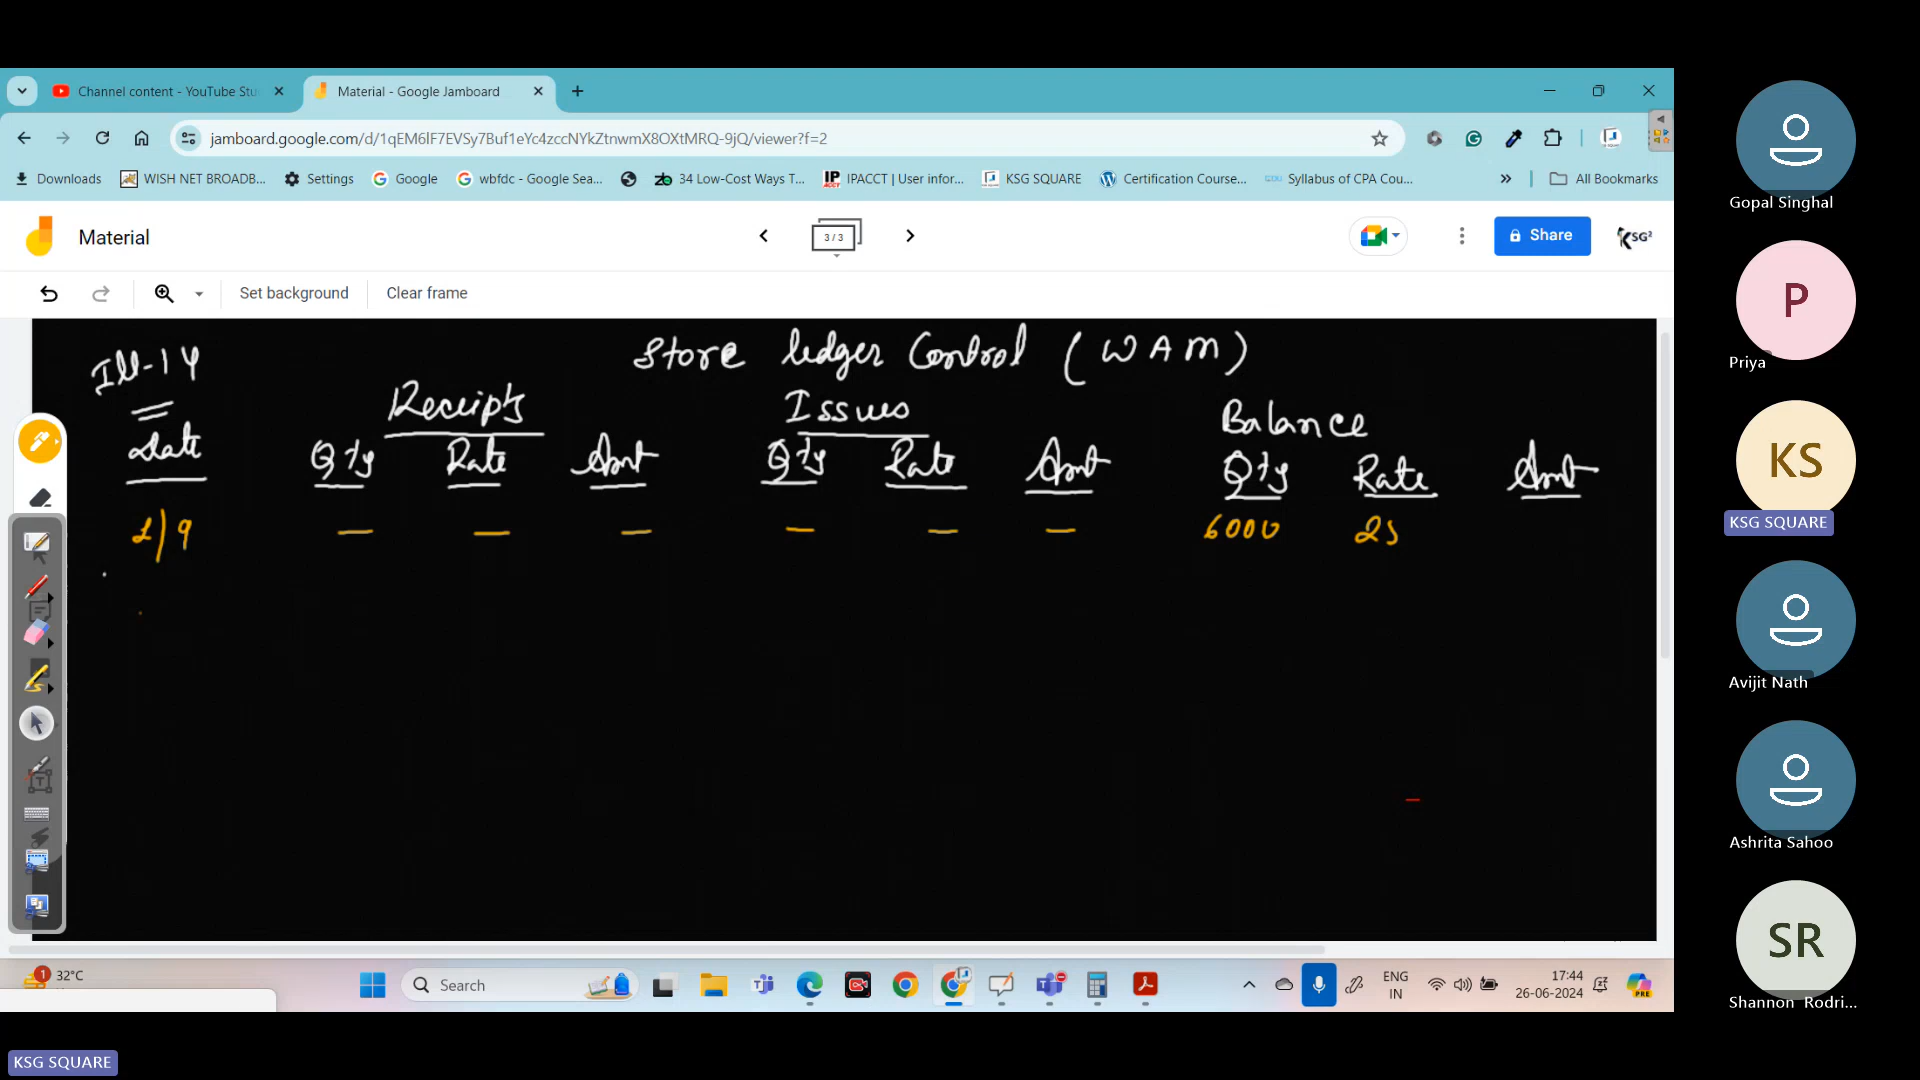 Channel content - YouTube Stu
Material - Google Jamboard
jamboard.google.com/d/1qEM6lF7EVSy7Buf1eYc4zccNYkZtnwmX8OXtMRQ-9jQ/viewer?f=2
Downloads WISH NET BROADB... Settings Google wbfdc - Google Sea... 34 Low-Cost Ways T... IPACCT | User infor... KSG SQUARE Certification Course... Syllabus of CPA Cou... » All Bookmarks
Material
3 / 3
Share
KSG²
Set background Clear frame
Ill-14 Store ledger Control (WAM)
Receipts Issues Balance
Date Qty Rate Amt Qty Rate Amt Qty Rate Amt
1/9 — — — — — — 6000 25
1 32°C
Search
ENG
IN
17:44
26-06-2024
PRE
Gopal Singhal
P
Priya
KS
KSG SQUARE
Avijit Nath
Ashrita Sahoo
SR
Shannon Rodri...
KSG SQUARE